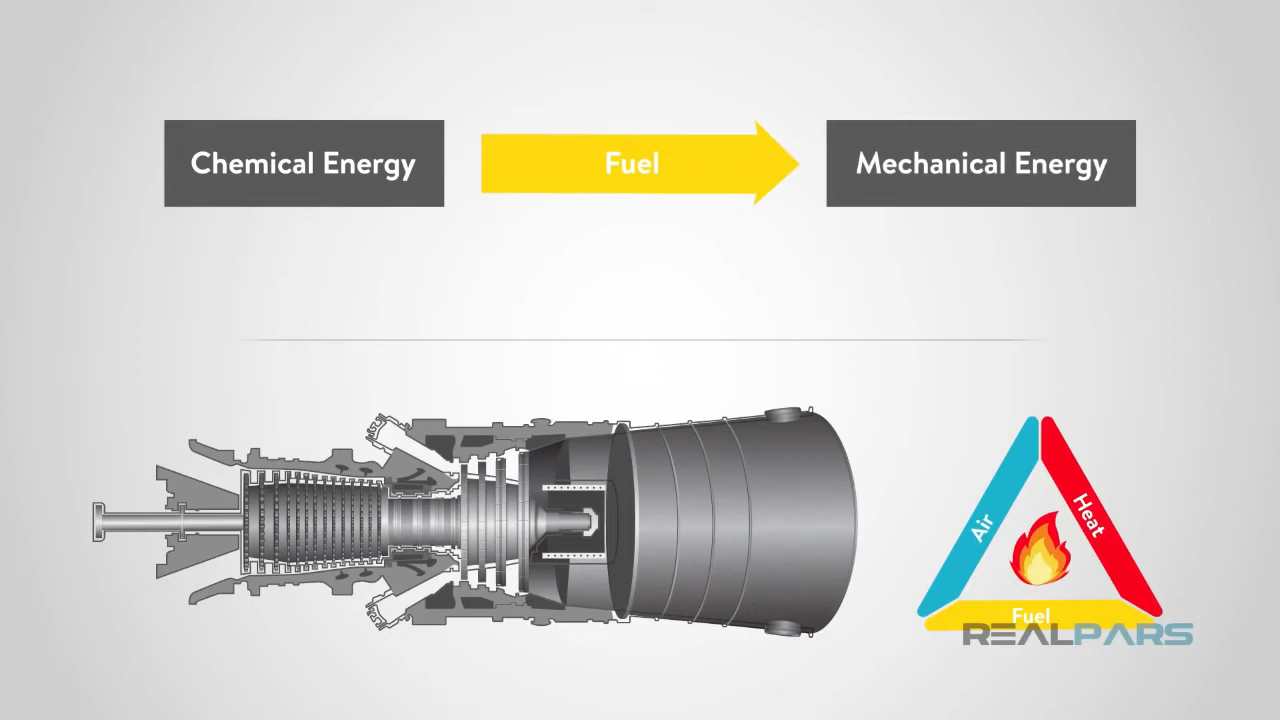 Chemical Energy
Fuel
Mechanical Energy
Air
Heat
Fuel
REALPARS